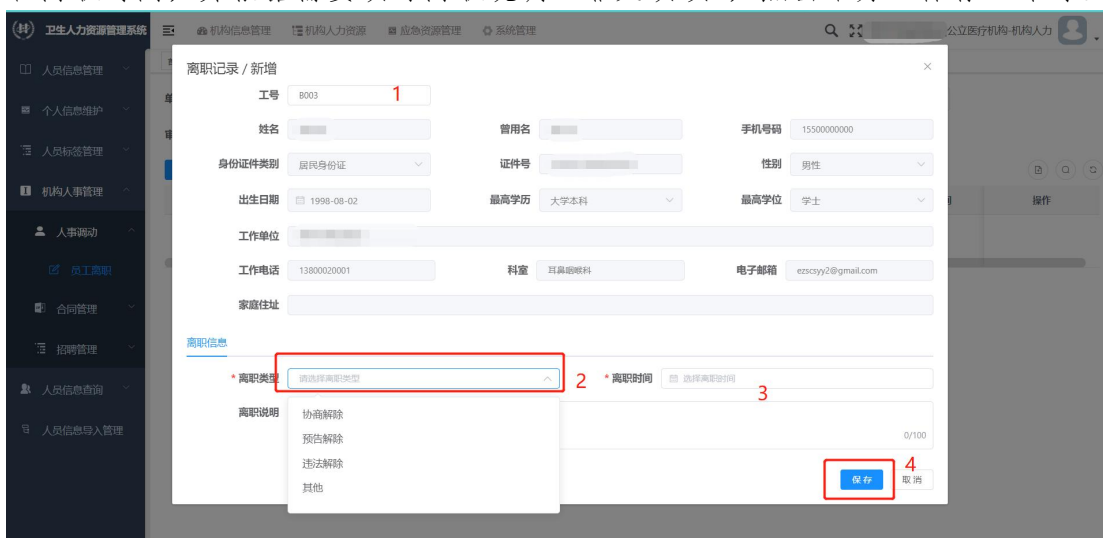 卫生人力资源管理系统 机构信息管理 机构人力资源 应急资源管理 系统管理 公立医疗机构-机构人力
人员信息管理
个人信息维护
人员标签管理
机构人事管理
人事调动
员工离职
合同管理
招聘管理
人员信息查询
人员信息导入管理
离职记录 / 新增 ×
工号 B003 1
姓名 曾用名 手机号码 15500000000
身份证件类别 居民身份证 证件号 性别 男性
出生日期 1998-08-02 最高学历 大学本科 最高学位 学士
工作单位
工作电话 13800020001 科室 耳鼻咽喉科 电子邮箱 ezscsyy2@gmail.com
家庭住址
离职信息
* 离职类型 请选择离职类型 2 * 离职时间 选择离职时间 3
离职说明 0/100
协商解除
预告解除
违法解除
其他
保存 4 取消
操作